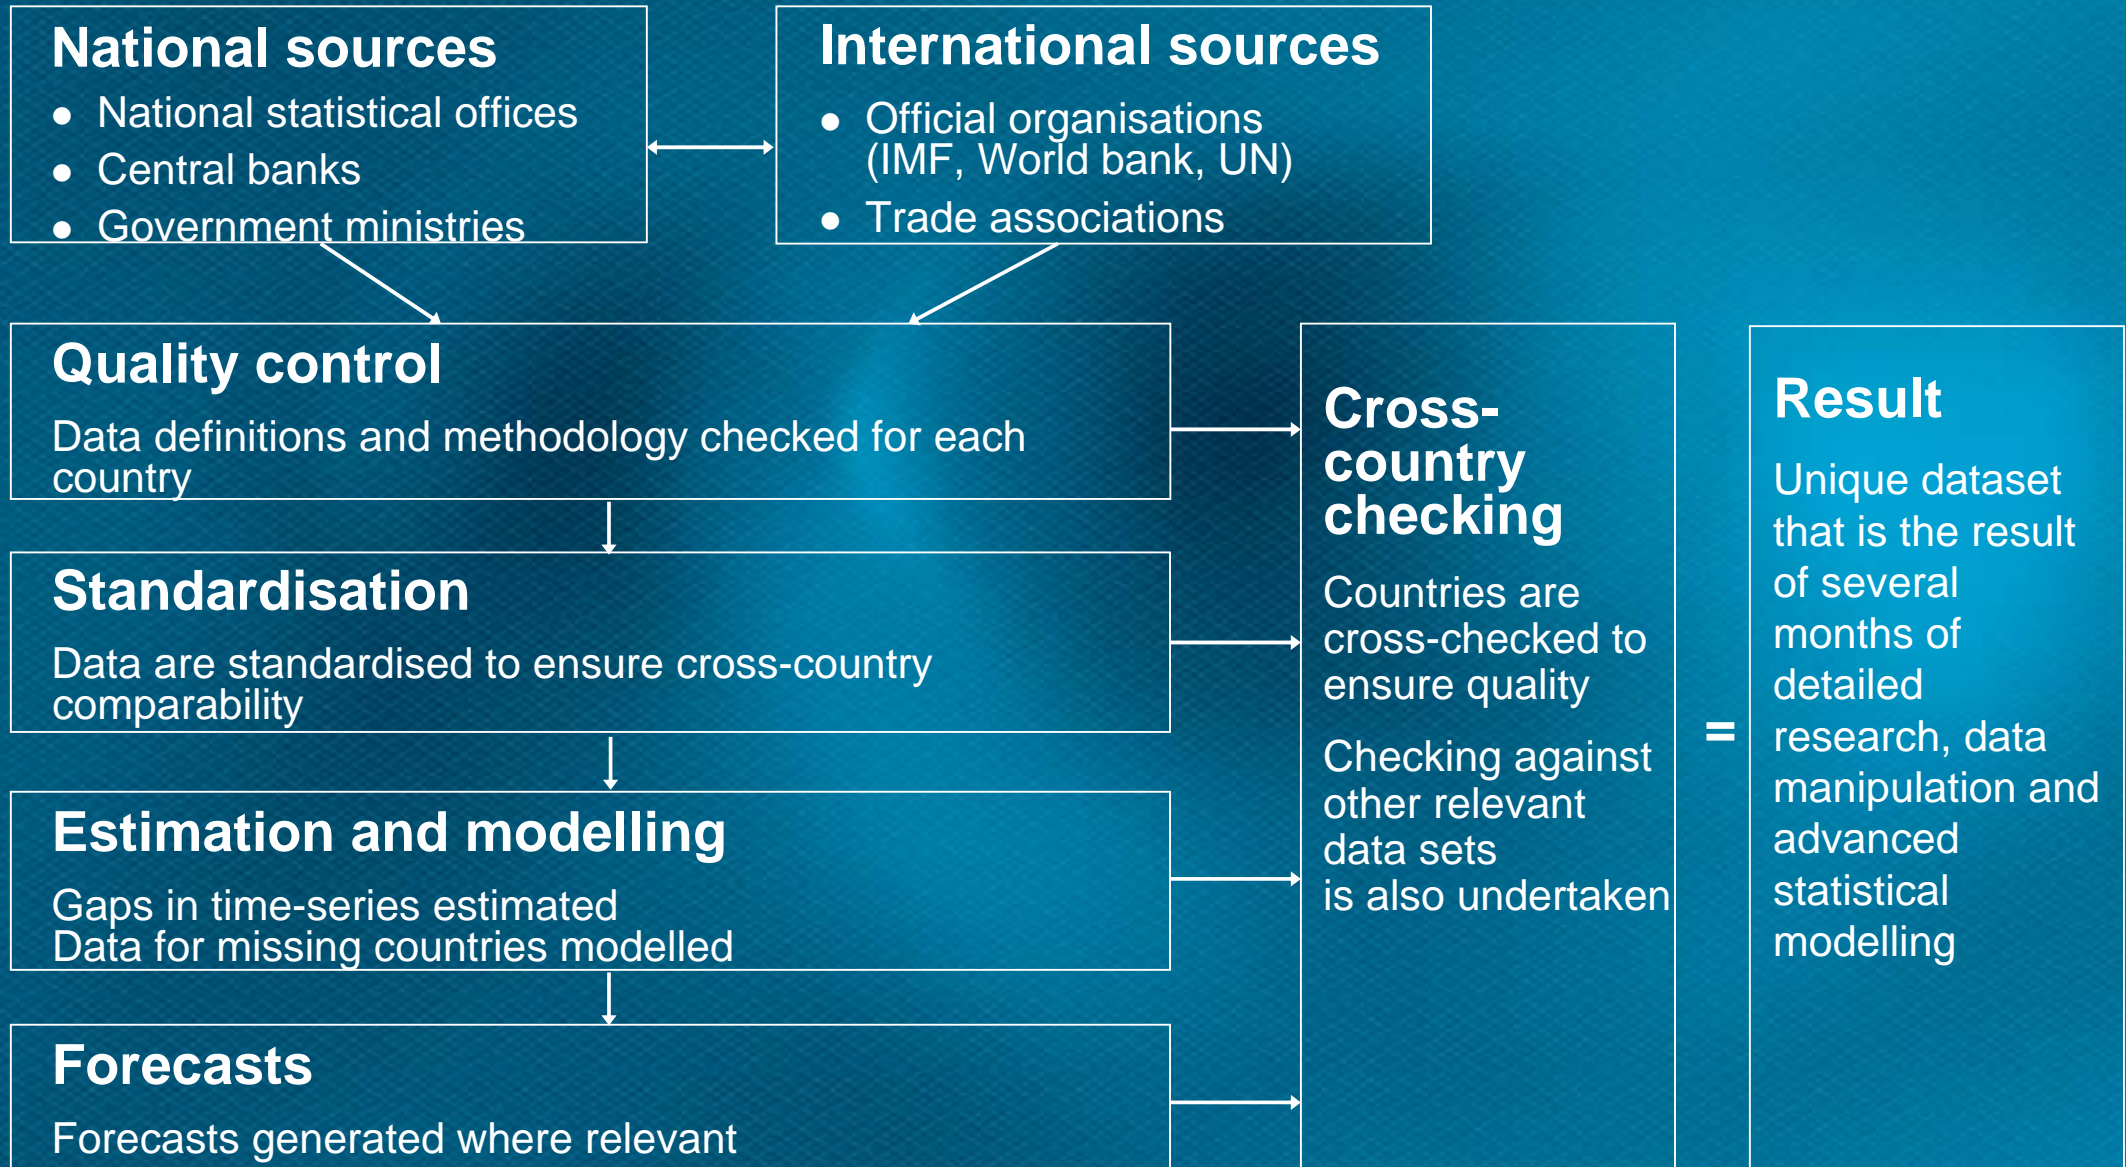 National sources
● National statistical offices
● Central banks
● Government ministries
International sources
● Official organisations
(IMF, World bank, UN)
● Trade associations
Quality control
Data definitions and methodology checked for each
country
Standardisation
Data are standardised to ensure cross-country
comparability
Estimation and modelling
Gaps in time-series estimated
Data for missing countries modelled
Forecasts
Forecasts generated where relevant
Cross-
country
checking
Countries are
cross-checked to
ensure quality
Checking against
other relevant
data sets
is also undertaken
=
Result
Unique dataset
that is the result
of several
months of
detailed
research, data
manipulation and
advanced
statistical
modelling